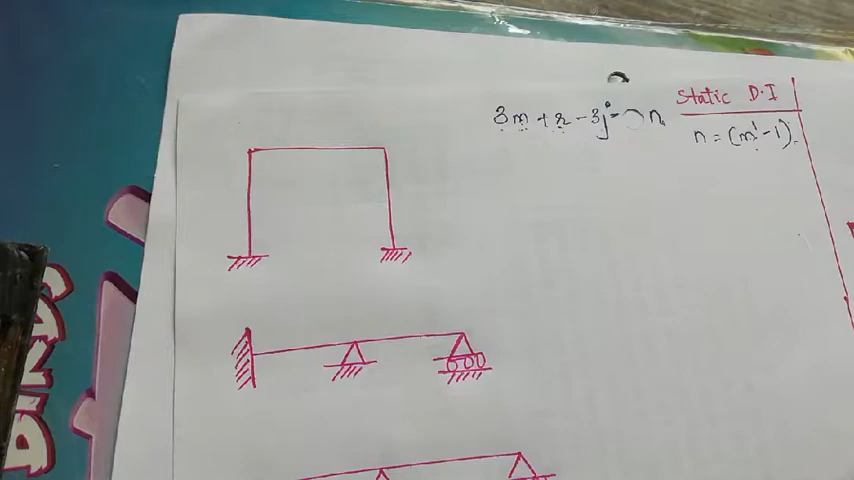 3m + r - 3j - n
Static D.I
n = (m' - 1)